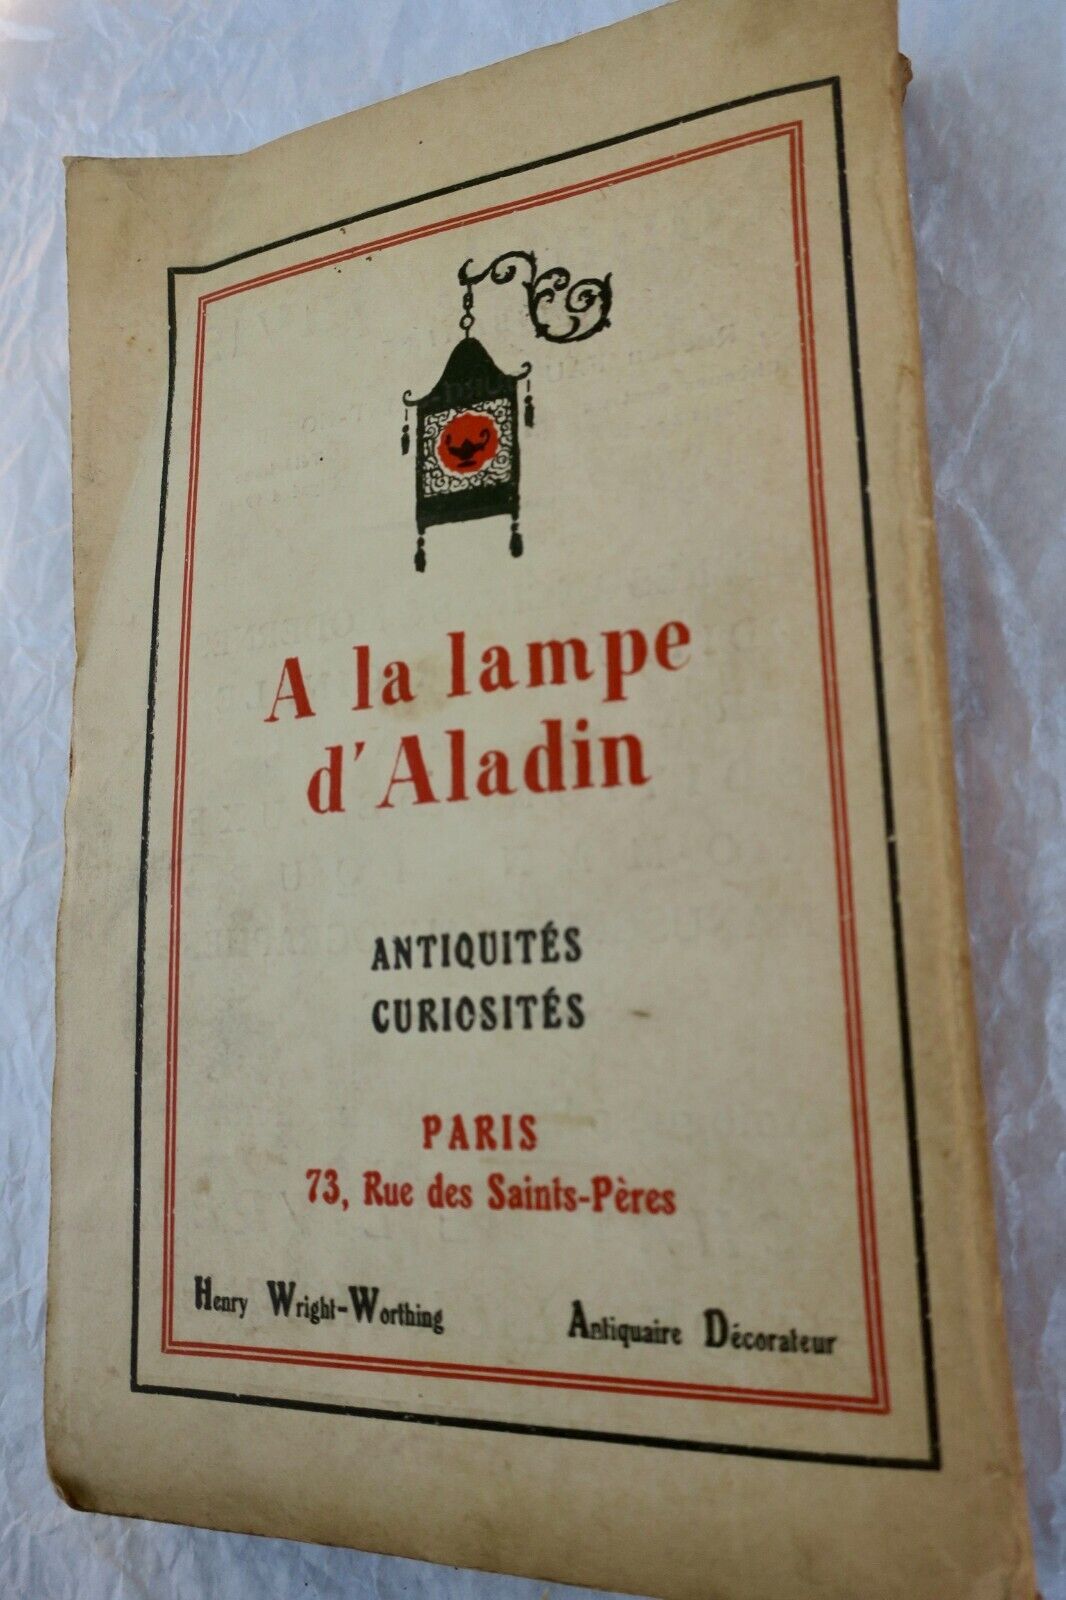 A la lampe
d'Aladin
ANTIQUITÉS
CURIOSITÉS
PARIS
73, Rue des Saints-Pères
Henry Wright-Worthing Antiquaire Décorateur